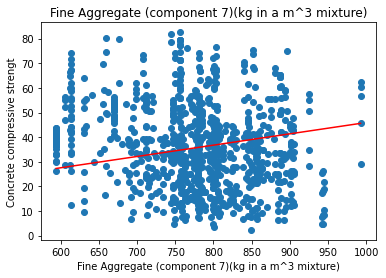 Fine Aggregate (component 7)(kg in a m^3 mixture)
Concrete compressive strengt
80
70
60
50
40
30
20
10
0
600 650 700 750 800 850 900 950 1000
Fine Aggregate (component 7)(kg in a m^3 mixture)